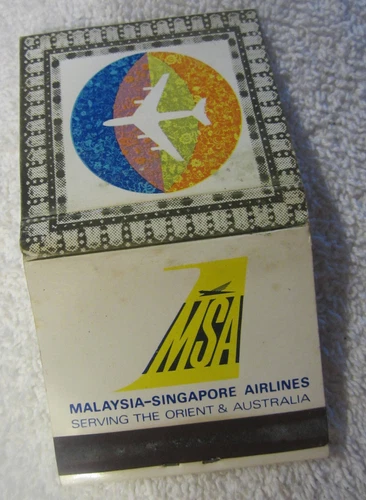 MSA
MALAYSIA-SINGAPORE AIRLINES
SERVING THE ORIENT & AUSTRALIA